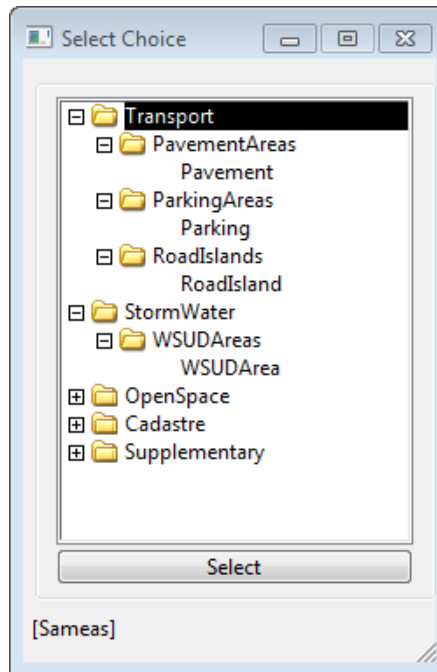 Select Choice
Transport
PavementAreas
Pavement
ParkingAreas
Parking
RoadIslands
RoadIsland
StormWater
WSUDAreas
WSUDArea
OpenSpace
Cadastre
Supplementary
Select
[Sameas]